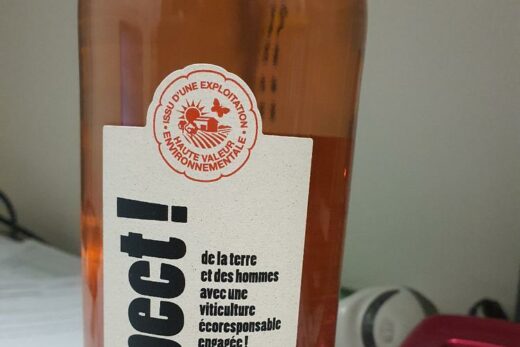 • ISSU D'UNE EXPLOITATION •
HAUTE VALEUR
ENVIRONNEMENTALE
pect !
de la terre
et des hommes
avec une
viticulture
écoresponsable
engagée !